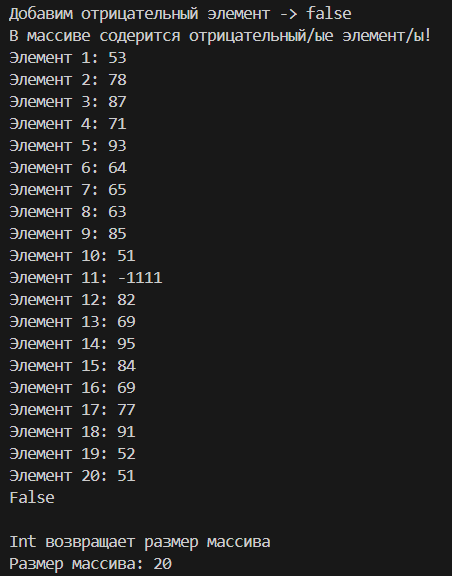 Добавим отрицательный элемент -> false
В массиве содерится отрицательный/ые элемент/ы!
Элемент 1: 53
Элемент 2: 78
Элемент 3: 87
Элемент 4: 71
Элемент 5: 93
Элемент 6: 64
Элемент 7: 65
Элемент 8: 63
Элемент 9: 85
Элемент 10: 51
Элемент 11: -1111
Элемент 12: 82
Элемент 13: 69
Элемент 14: 95
Элемент 15: 84
Элемент 16: 69
Элемент 17: 77
Элемент 18: 91
Элемент 19: 52
Элемент 20: 51
False
Int возвращает размер массива
Размер массива: 20